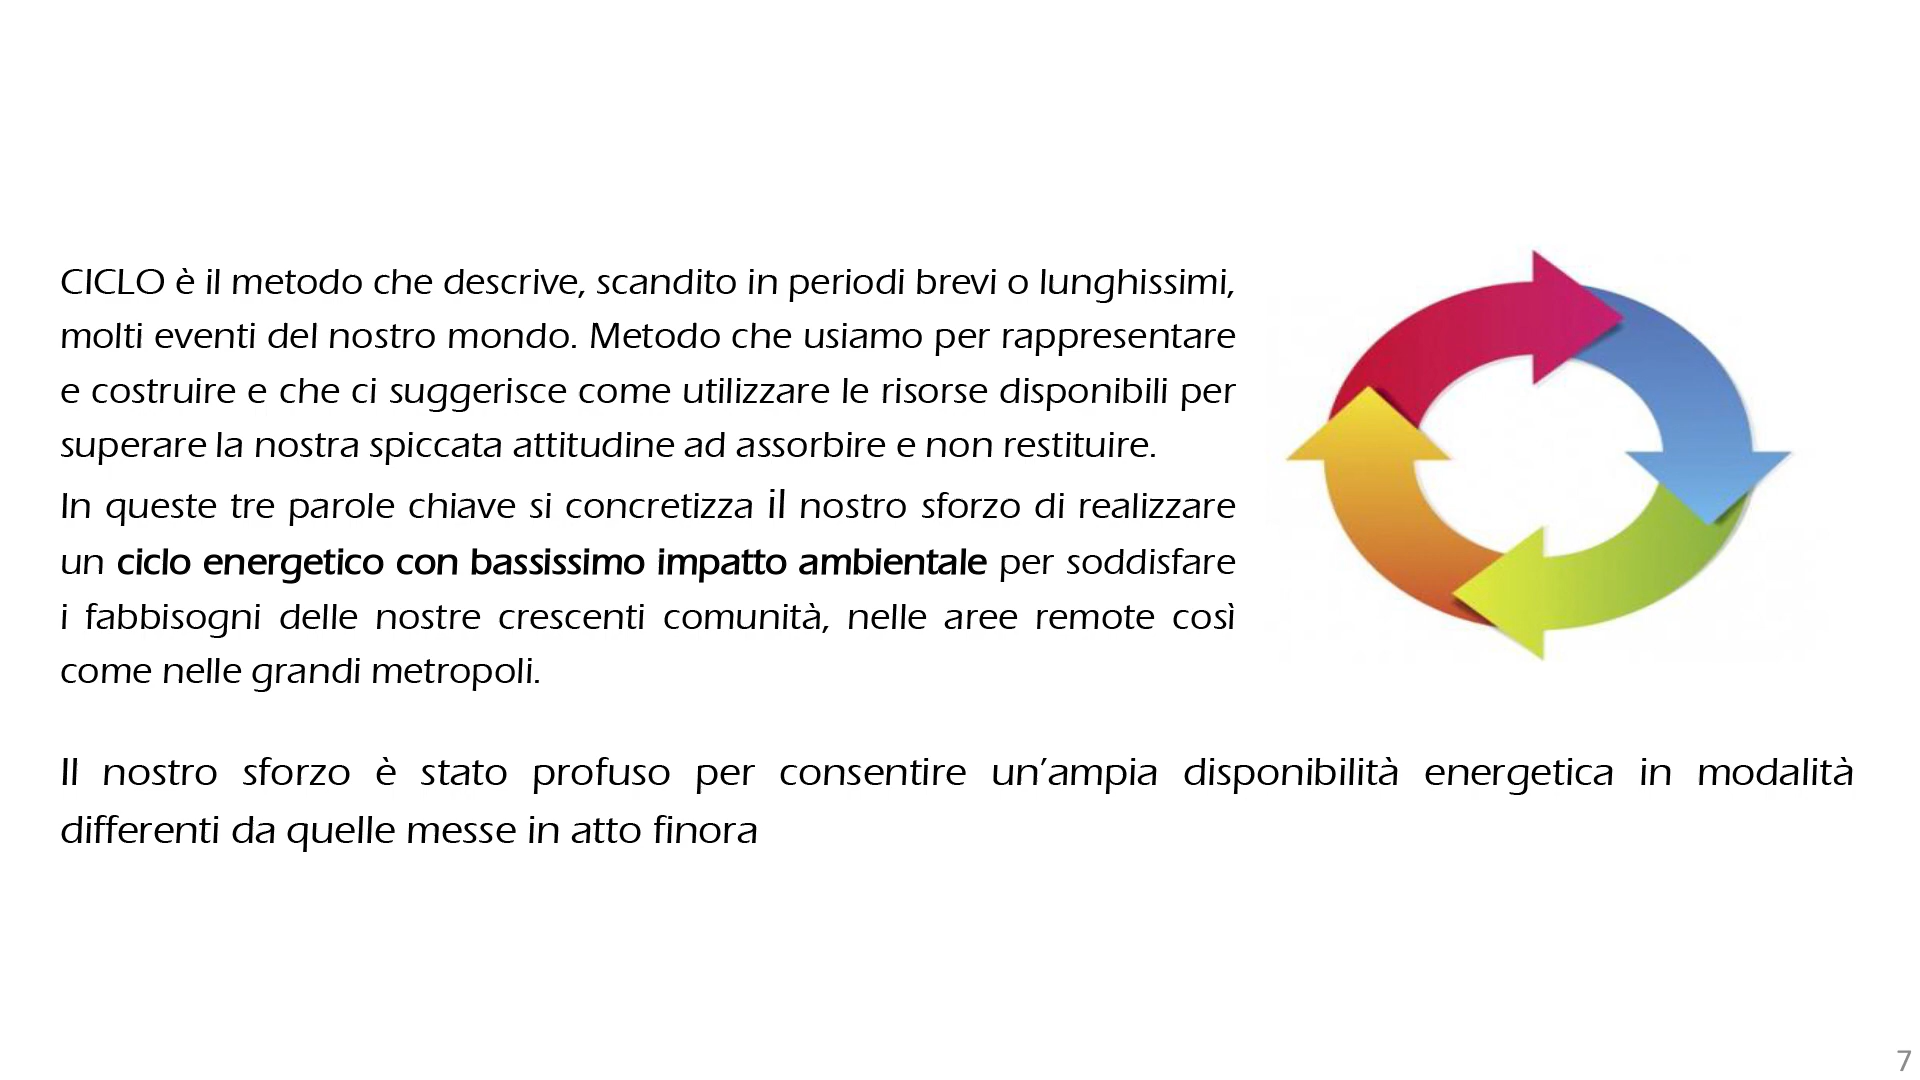 CICLO è il metodo che descrive, scandito in periodi brevi o lunghissimi,
molti eventi del nostro mondo. Metodo che usiamo per rappresentare
e costruire e che ci suggerisce come utilizzare le risorse disponibili per
superare la nostra spiccata attitudine ad assorbire e non restituire.
In queste tre parole chiave si concretizza il nostro sforzo di realizzare
un ciclo energetico con bassissimo impatto ambientale per soddisfare
i fabbisogni delle nostre crescenti comunità, nelle aree remote così
come nelle grandi metropoli.
Il nostro sforzo è stato profuso per consentire un’ampia disponibilità energetica in modalità
differenti da quelle messe in atto finora
7